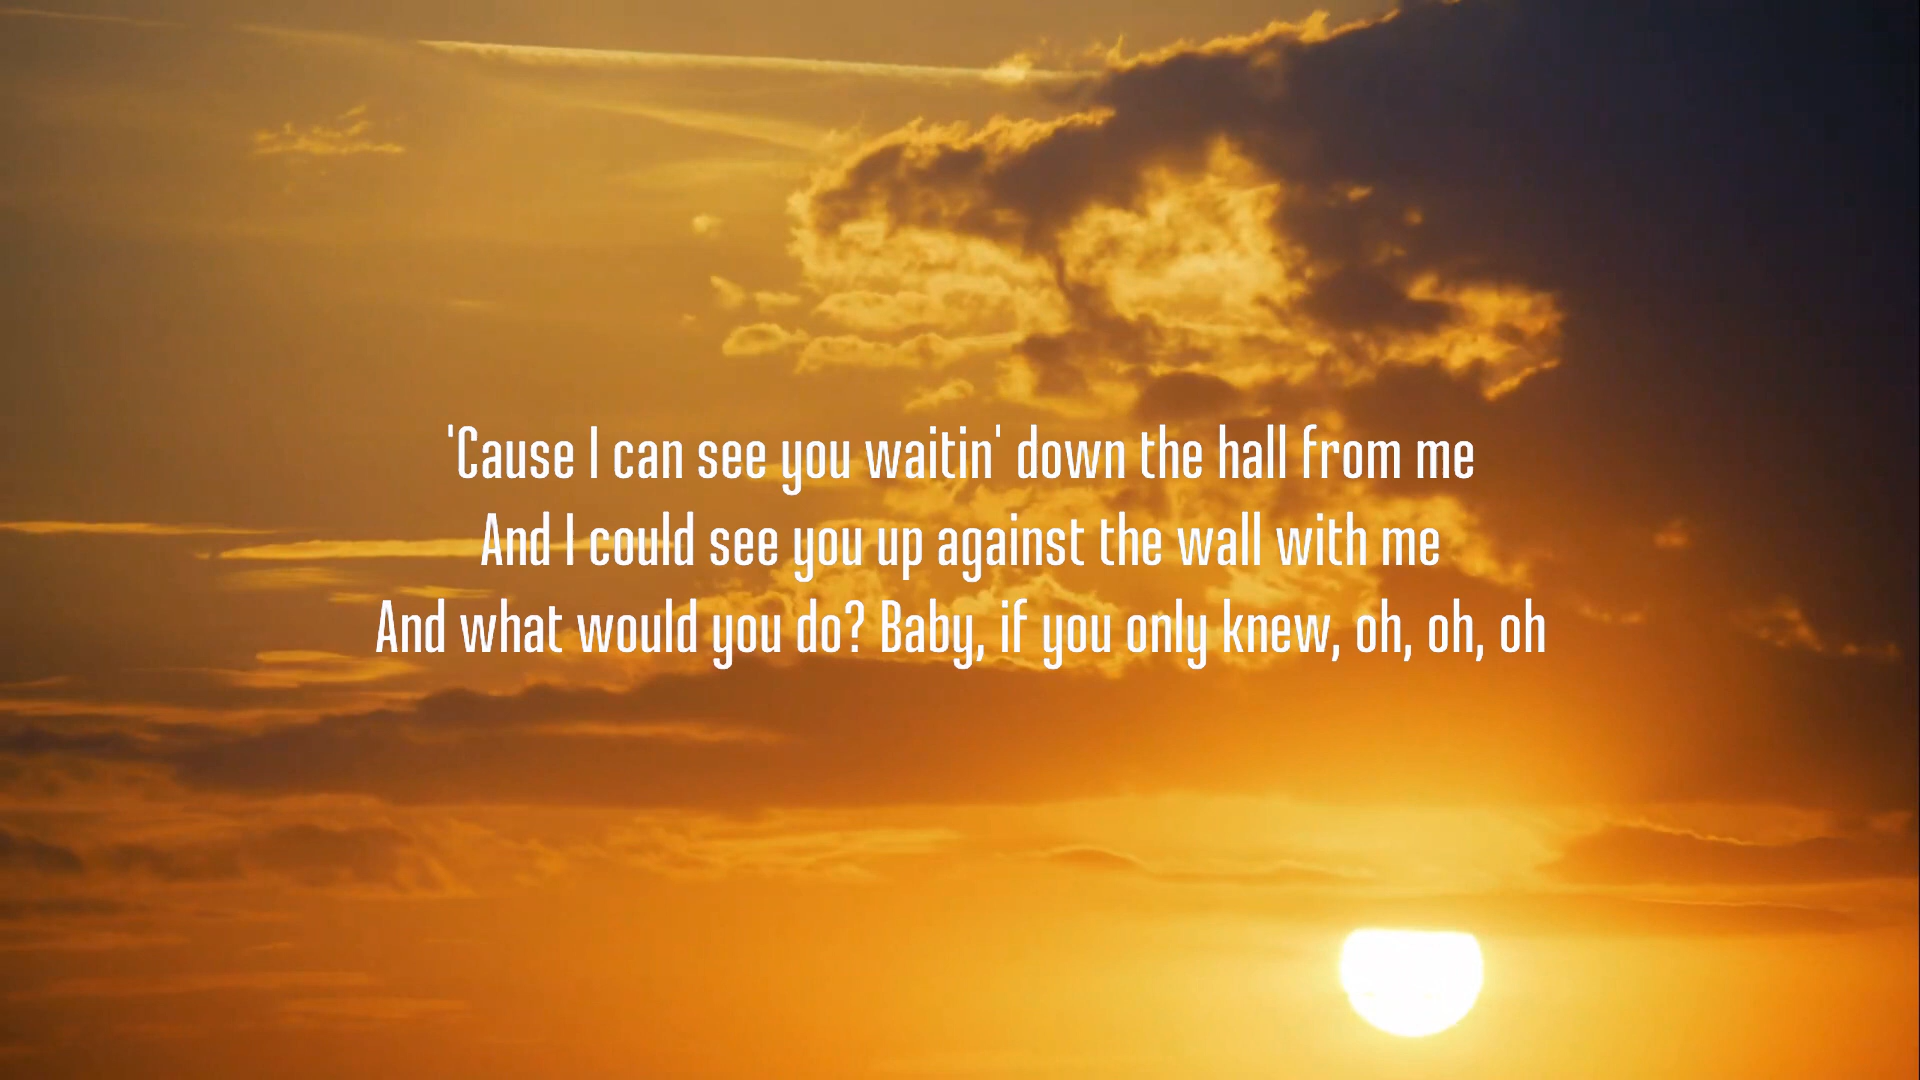 'Cause I can see you waitin' down the hall from me
And I could see you up against the wall with me
And what would you do? Baby, if you only knew, oh, oh, oh